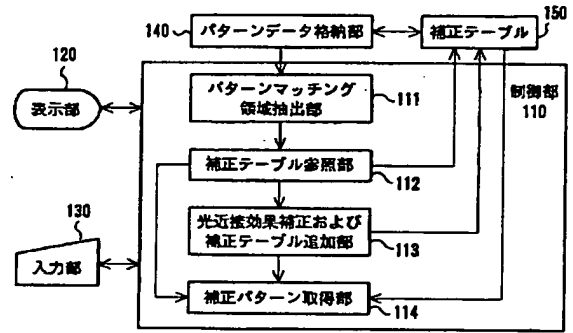 140
パターンデータ格納部
補正テーブル
150
120
表示部
パターンマッチング
領域抽出部
111
制御部
110
補正テーブル参照部
112
130
入力部
光近接効果補正および
補正テーブル追加部
113
補正パターン取得部
114